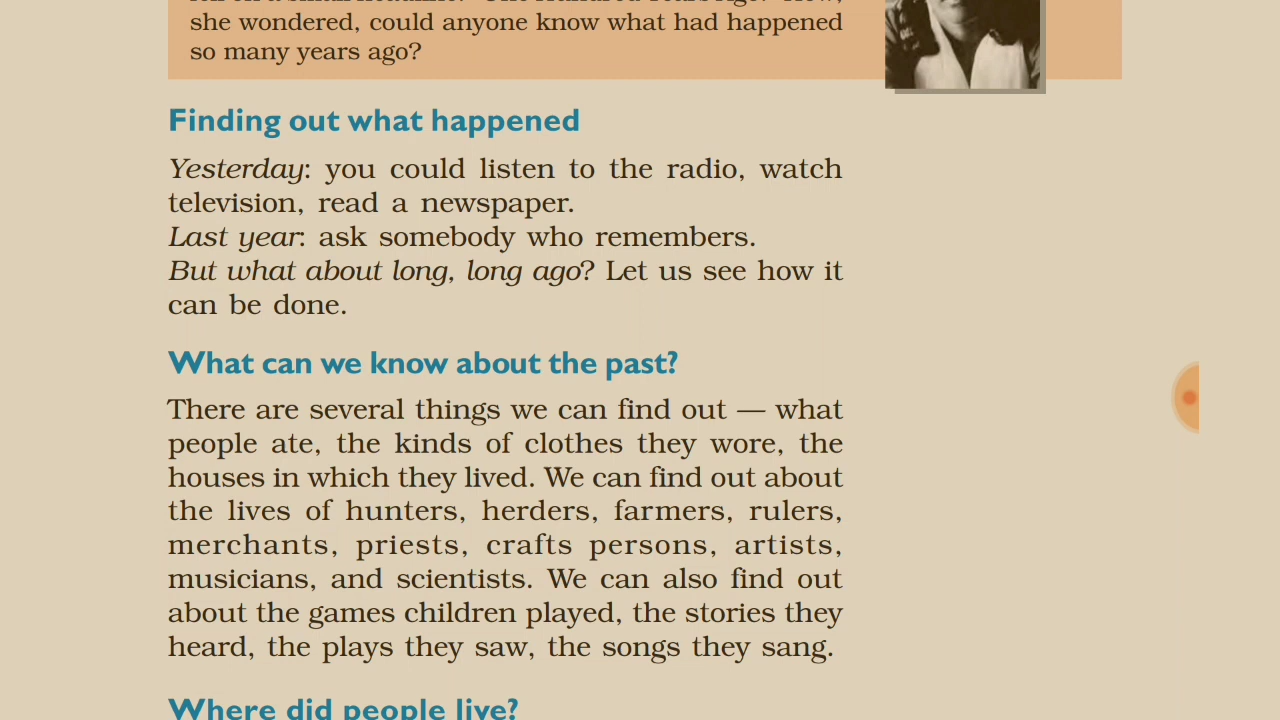 she wondered, could anyone know what had happened
so many years ago?
Finding out what happened
Yesterday: you could listen to the radio, watch
television, read a newspaper.
Last year: ask somebody who remembers.
But what about long, long ago? Let us see how it
can be done.
What can we know about the past?
There are several things we can find out — what
people ate, the kinds of clothes they wore, the
houses in which they lived. We can find out about
the lives of hunters, herders, farmers, rulers,
merchants, priests, crafts persons, artists,
musicians, and scientists. We can also find out
about the games children played, the stories they
heard, the plays they saw, the songs they sang.
Where did people live?